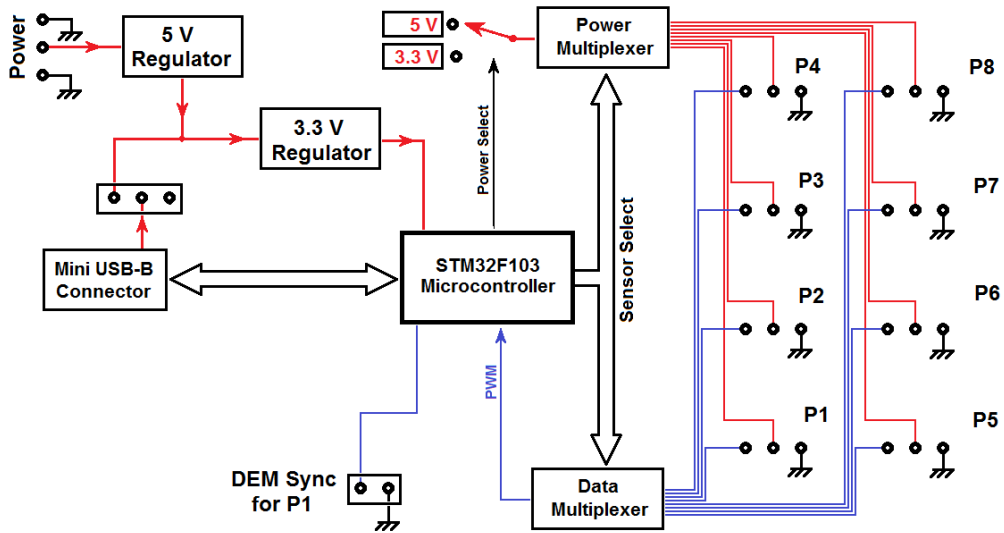 Power
5 V
Regulator
5 V
3.3 V
Power
Multiplexer
P4
P8
3.3 V
Regulator
Power Select
P3
P7
Mini USB-B
Connector
STM32F103
Microcontroller
Sensor Select
P2
P6
PWM
P1
P5
DEM Sync
for P1
Data
Multiplexer